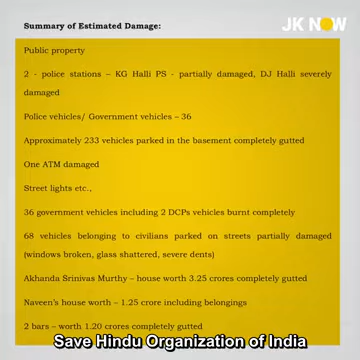 Summary of Estimated Damage:
JK NOW
Public property
2 - police stations – KG Halli PS - partially damaged, DJ Halli severely
damaged
Police vehicles/ Government vehicles – 36
Approximately 233 vehicles parked in the basement completely gutted
One ATM damaged
Street lights etc.,
36 government vehicles including 2 DCPs vehicles burnt completely
68 vehicles belonging to civilians parked on streets partially damaged
(windows broken, glass shattered, severe dents)
Akhanda Srinivas Murthy – house worth 3.25 crores completely gutted
Naveen's house worth – 1.25 crore including belongings
2 bars – worth 1.20 crores completely gutted
Save Hindu Organization of India